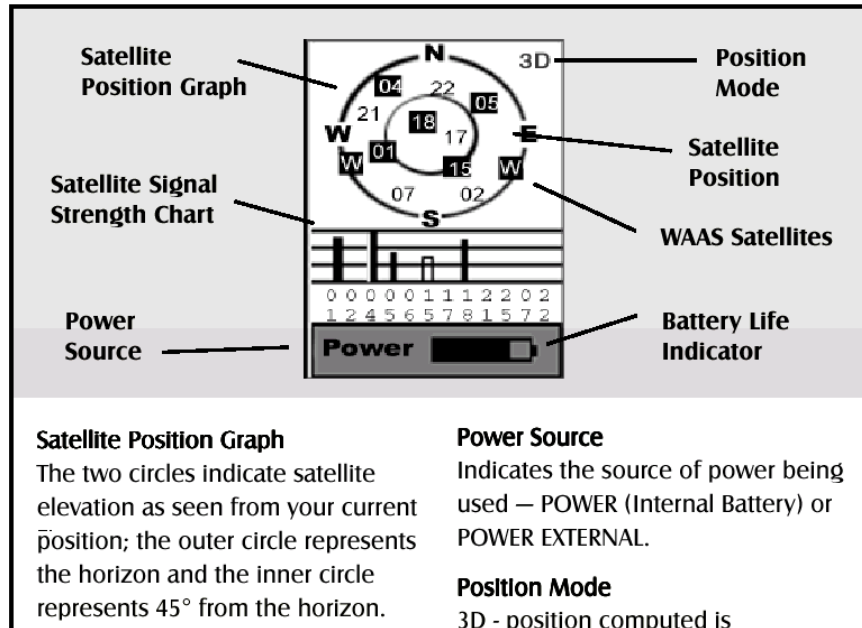 Satellite
Position Graph
Satellite Signal
Strength Chart
Power
Source
N
3D
04
22
05
21
18
W
17
E
01
W
15
W
07
02
S
0 0 0 0 0 1 1 1 2 2 0 2
1 2 4 5 6 5 7 8 1 5 7 2
Power
Position
Mode
Satellite
Position
WAAS Satellites
Battery Life
Indicator
Satellite Position Graph
The two circles indicate satellite
elevation as seen from your current
position; the outer circle represents
the horizon and the inner circle
represents 45° from the horizon.
Power Source
Indicates the source of power being
used — POWER (Internal Battery) or
POWER EXTERNAL.
Position Mode
3D - position computed is